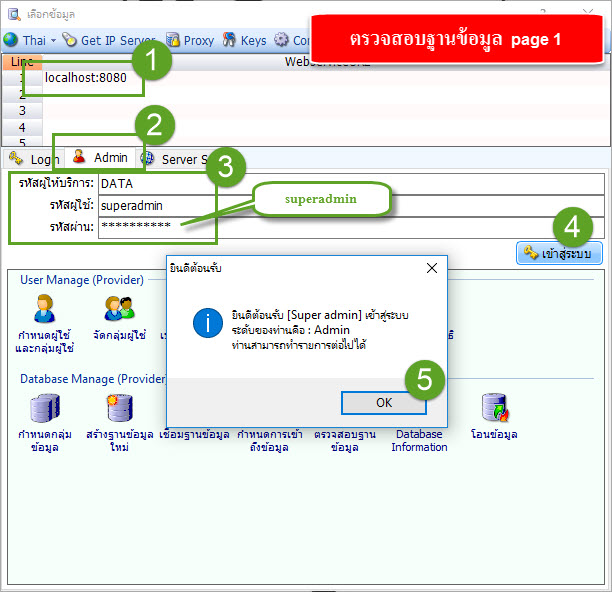 เลือกข้อมูล
?
ตรวจสอบฐานข้อมูล page 1
Thai
Get IP Server
Proxy
Keys
Line
1
localhost:8080
1
2
3
4
5
2
Login
Admin
Server
3
รหัสผู้ให้บริการ:
DATA
รหัสผู้ใช้:
superadmin
superadmin
รหัสผ่าน:
**********
4
เข้าสู่ระบบ
User Manage (Provider)
กำหนดผู้ใช้
และกลุ่มผู้ใช้
จัดกลุ่มผู้ใช้
ยินดีต้อนรับ
ยินดีต้อนรับ [Super admin] เข้าสู่ระบบ
ระดับของท่านคือ : Admin
ท่านสามารถทำรายการต่อไปได้
5
OK
Database Manage (Provider)
กำหนดกลุ่ม
ข้อมูล
สร้างฐานข้อมูล
ใหม่
เชื่อมฐานข้อมูล
กำหนดการเข้า
ถึงข้อมูล
ตรวจสอบฐาน
ข้อมูล
Database
Information
โอนข้อมูล